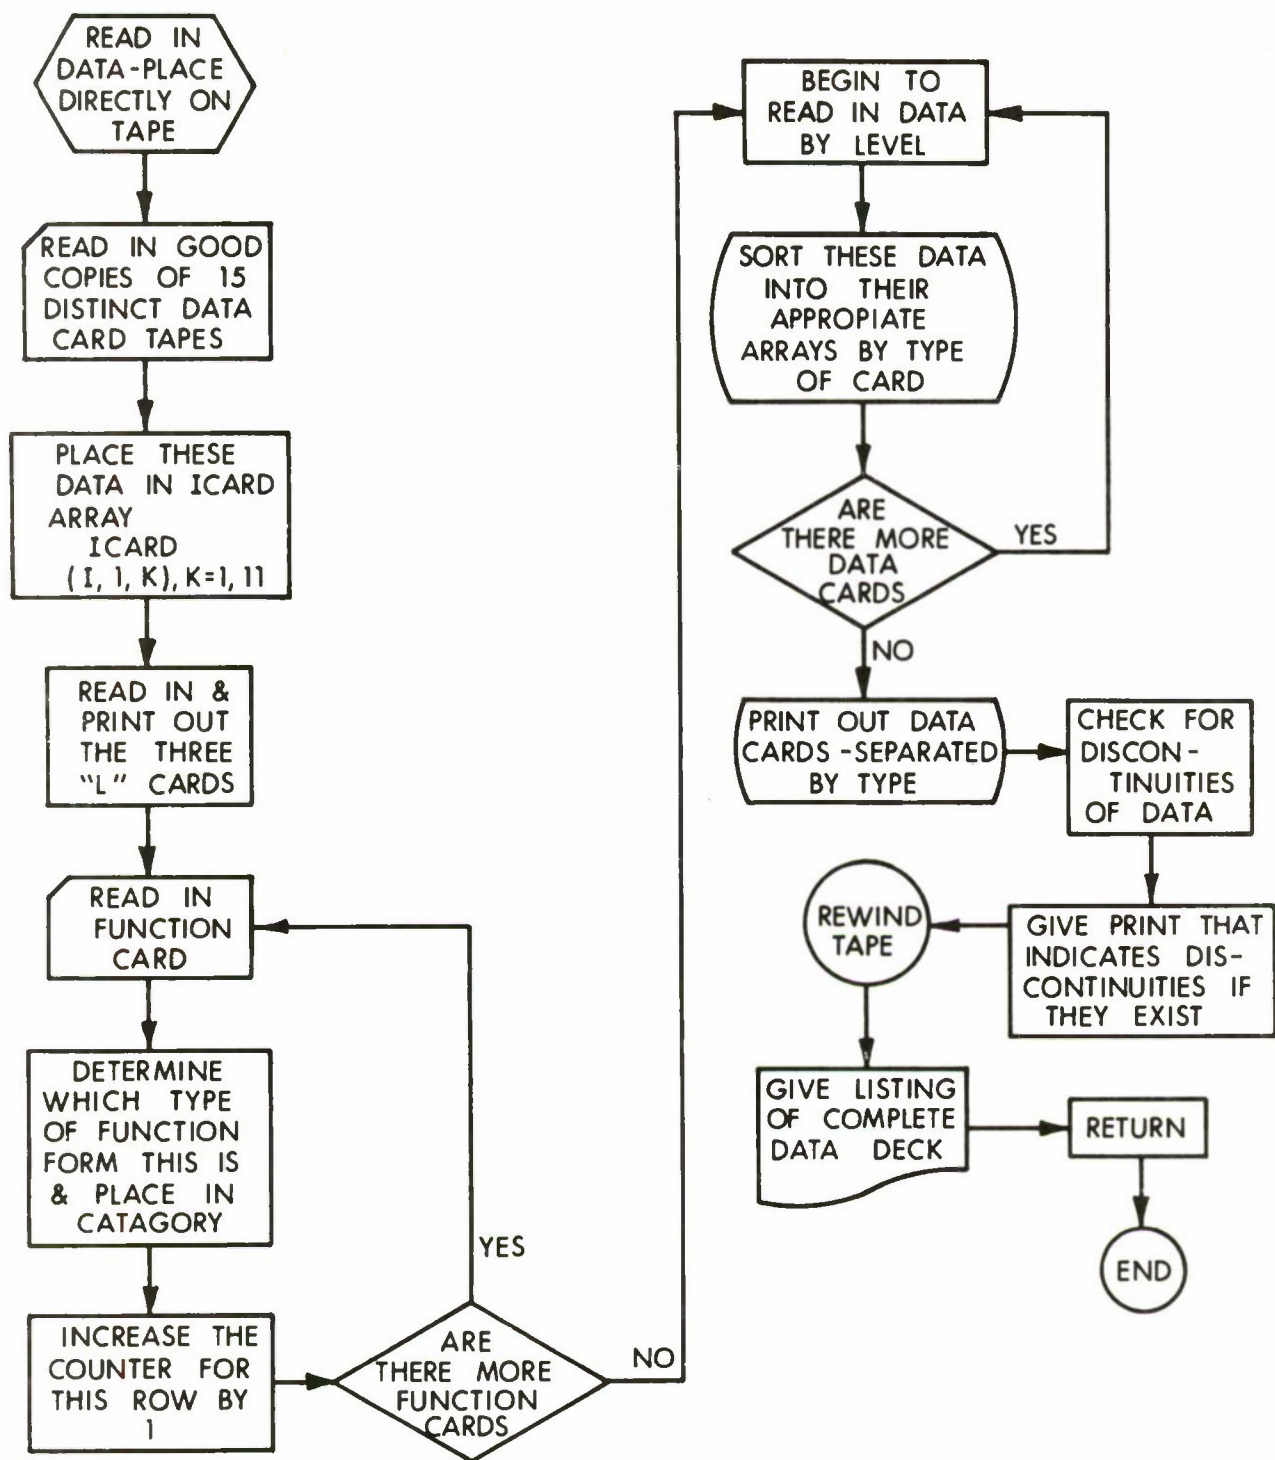 READ IN
DATA-PLACE
DIRECTLY ON
TAPE
READ IN GOOD
COPIES OF 15
DISTINCT DATA
CARD TAPES
PLACE THESE
DATA IN ICARD
ARRAY
ICARD
(I, 1, K), K=1, 11
READ IN &
PRINT OUT
THE THREE
"L" CARDS
READ IN
FUNCTION
CARD
DETERMINE
WHICH TYPE
OF FUNCTION
FORM THIS IS
& PLACE IN
CATAGORY
INCREASE THE
COUNTER FOR
THIS ROW BY
1
ARE
THERE MORE
FUNCTION
CARDS
YES
NO
BEGIN TO
READ IN DATA
BY LEVEL
SORT THESE DATA
INTO THEIR
APPROPIATE
ARRAYS BY TYPE
OF CARD
ARE
THERE MORE
DATA
CARDS
YES
NO
PRINT OUT DATA
CARDS-SEPARATED
BY TYPE
CHECK FOR
DISCON-
TINUITIES
OF DATA
GIVE PRINT THAT
INDICATES DIS-
CONTINUITIES IF
THEY EXIST
REWIND
TAPE
GIVE LISTING
OF COMPLETE
DATA DECK
RETURN
END